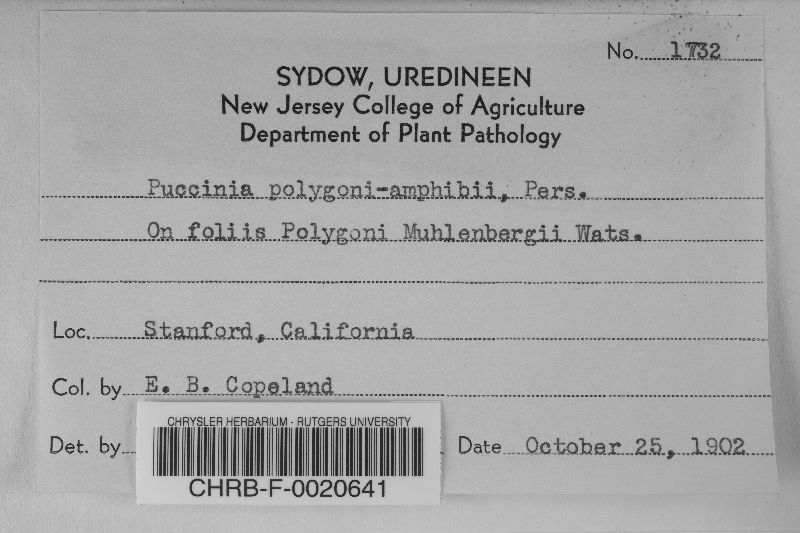 No. 1732
SYDOW, UREDINEEN
New Jersey College of Agriculture
Department of Plant Pathology
Puccinia polygoni-amphibii, Pers.
On foliis Polygoni Muhlenbergii Wats.
Loc. Stanford, California
Col. by E. B. Copeland
Det. by
Date October 25, 1902
CHRYSLER HERBARIUM - RUTGERS UNIVERSITY
CHRB-F-0020641